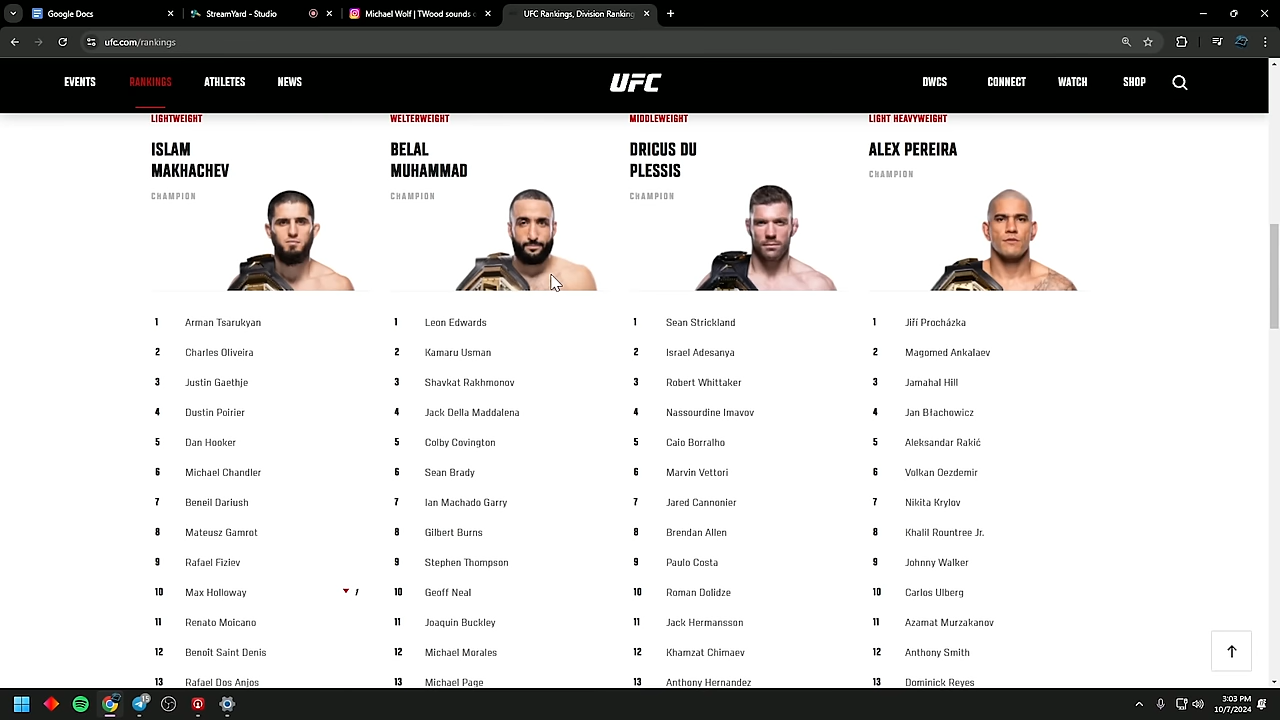 Google Docs
StreamYard - Studio
Michael Wolf | TWood sounds
UFC Rankings, Division Ranking
ufc.com/rankings
EVENTS RANKINGS ATHLETES NEWS UFC DWCS CONNECT WATCH SHOP
LIGHTWEIGHT
ISLAM
MAKHACHEV
CHAMPION
1 Arman Tsarukyan
2 Charles Oliveira
3 Justin Gaethje
4 Dustin Poirier
5 Dan Hooker
6 Michael Chandler
7 Beneil Dariush
8 Mateusz Gamrot
9 Rafael Fiziev
10 Max Holloway 1
11 Renato Moicano
12 Benoît Saint Denis
13 Rafael Dos Anjos
WELTERWEIGHT
BELAL
MUHAMMAD
CHAMPION
1 Leon Edwards
2 Kamaru Usman
3 Shavkat Rakhmonov
4 Jack Della Maddalena
5 Colby Covington
6 Sean Brady
7 Ian Machado Garry
8 Gilbert Burns
9 Stephen Thompson
10 Geoff Neal
11 Joaquin Buckley
12 Michael Morales
13 Michael Page
MIDDLEWEIGHT
DRICUS DU
PLESSIS
CHAMPION
1 Sean Strickland
2 Israel Adesanya
3 Robert Whittaker
4 Nassourdine Imavov
5 Caio Borralho
6 Marvin Vettori
7 Jared Cannonier
8 Brendan Allen
9 Paulo Costa
10 Roman Dolidze
11 Jack Hermansson
12 Khamzat Chimaev
13 Anthony Hernandez
LIGHT HEAVYWEIGHT
ALEX PEREIRA
CHAMPION
1 Jiří Procházka
2 Magomed Ankalaev
3 Jamahal Hill
4 Jan Błachowicz
5 Aleksandar Rakić
6 Volkan Oezdemir
7 Nikita Krylov
8 Khalil Rountree Jr.
9 Johnny Walker
10 Carlos Ulberg
11 Azamat Murzakanov
12 Anthony Smith
13 Dominick Reyes
3:03 PM
10/7/2024